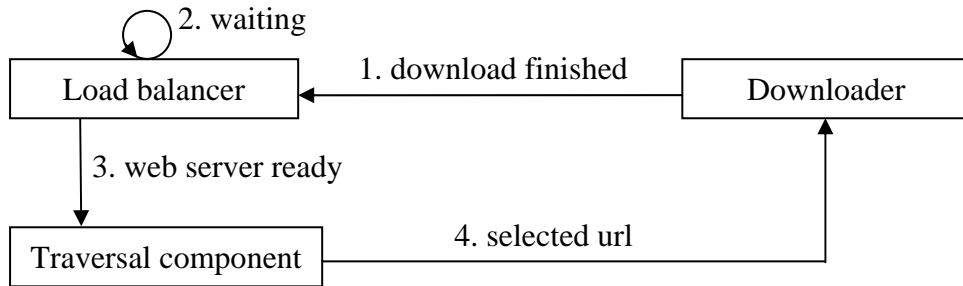 2. waiting
1. download finished
Load balancer
Downloader
3. web server ready
4. selected url
Traversal component